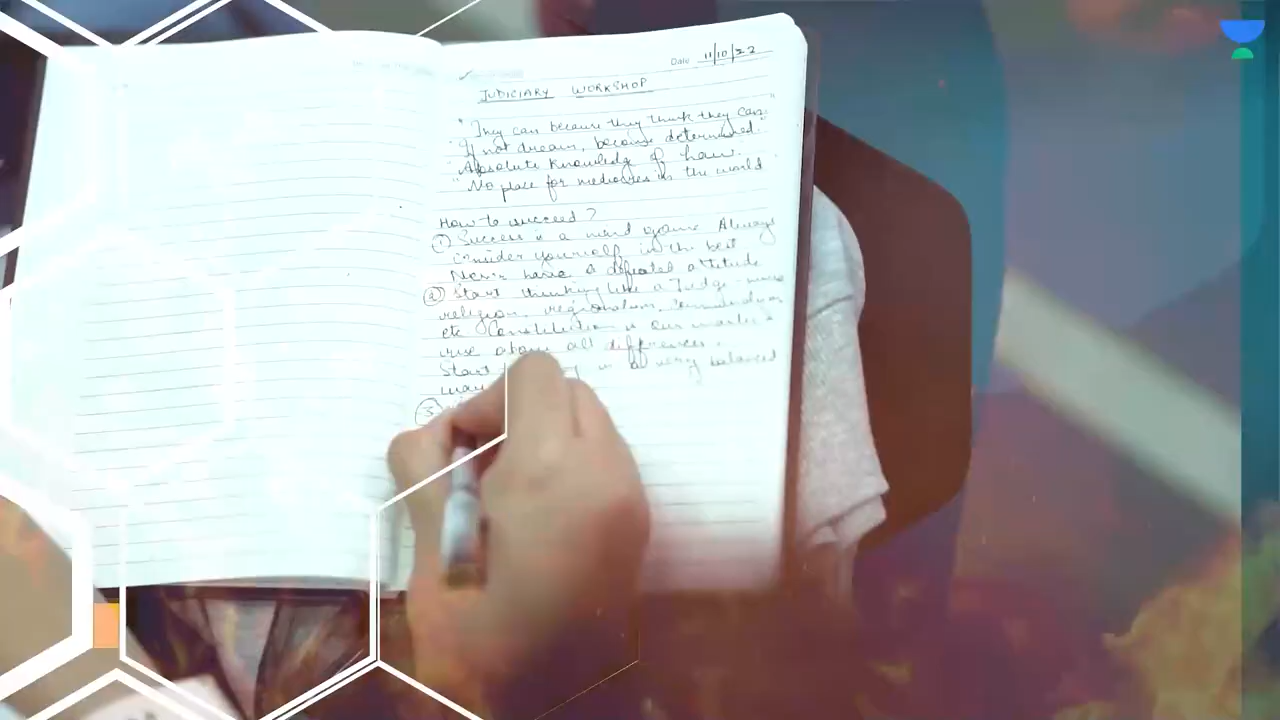 Date 11/10/22
JUDICIARY WORKSHOP
"They can because they think they can"
"If not dream, become determined.
"Absolute Knowledge of Law.
"No place for mediocres in the world
How to succeed ?
① Success is a mind game Always
consider yourself in the best
Never have a defeated attitude
② Start thinking like a Judge
religion, regionalism,
etc Constitution is our
rise above all differences.
Start in a very balanced
way
③